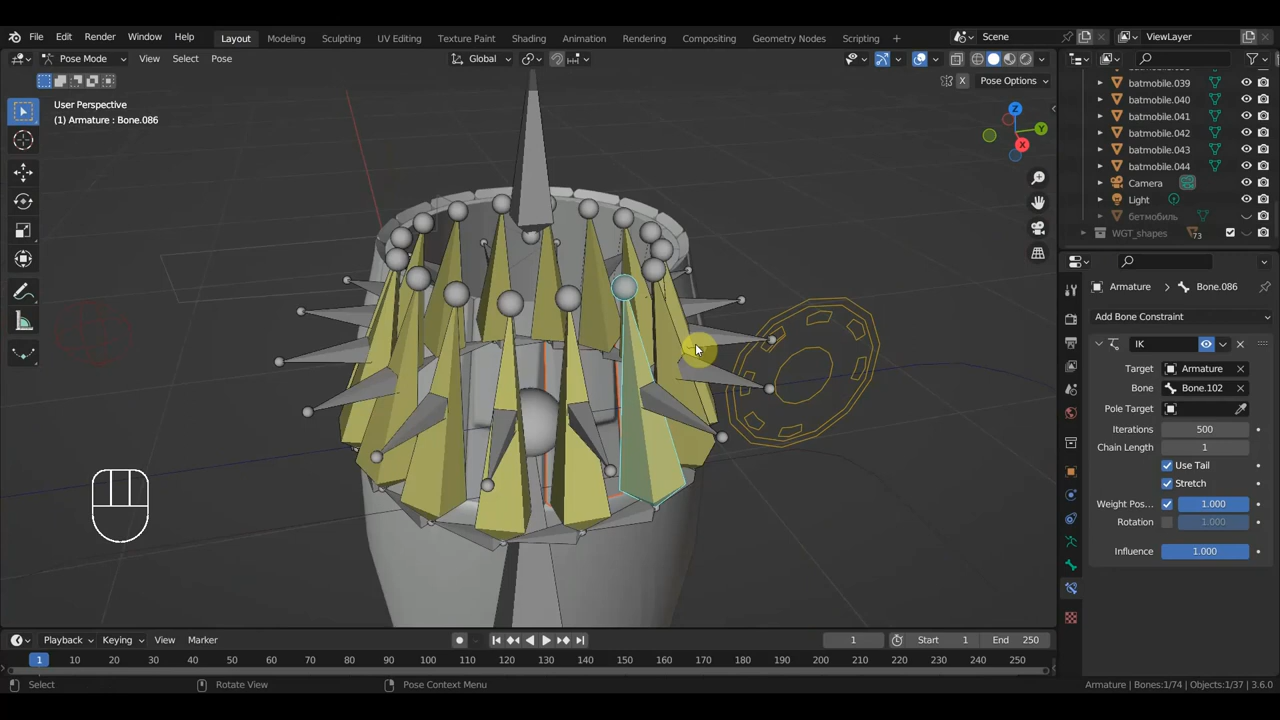 File Edit Render Window Help
Layout Modeling Sculpting UV Editing Texture Paint Shading Animation Rendering Compositing Geometry Nodes Scripting +
Scene ViewLayer
Pose Mode View Select Pose
Global
X Pose Options
User Perspective
(1) Armature : Bone.086
Z
Y
X
batmobile.039
batmobile.040
batmobile.041
batmobile.042
batmobile.043
batmobile.044
Camera
Light
бетмобиль
WGT_shapes 73
Armature > Bone.086
Add Bone Constraint
IK
Target Armature
Bone Bone.102
Pole Target
Iterations 500
Chain Length 1
Use Tail
Stretch
Weight Pos... 1.000
Rotation 1.000
Influence 1.000
Playback Keying View Marker
1 Start 1 End 250
1 10 20 30 40 50 60 70 80 90 100 110 120 130 140 150 160 170 180 190 200 210 220 230 240 250
Select Rotate View Pose Context Menu
Armature | Bones:1/74 | Objects:1/37 | 3.6.0